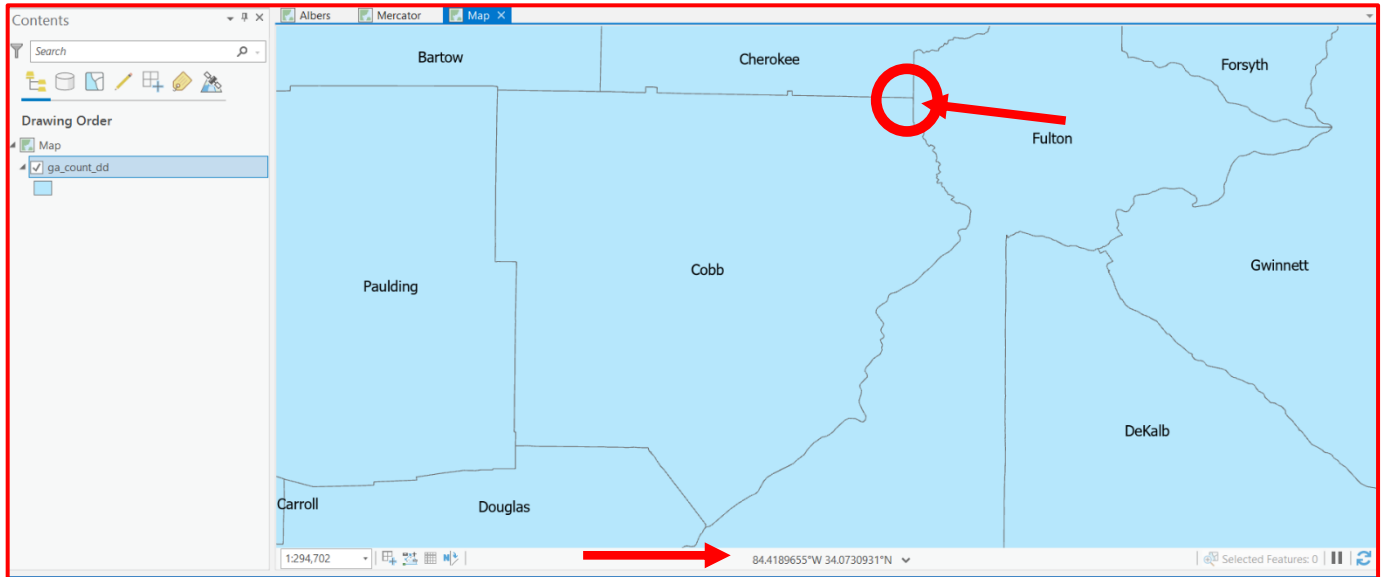 Contents
Albers Mercator Map
Search
Drawing Order
Map
ga_count_dd
Bartow Cherokee Forsyth
Fulton
Cobb Gwinnett
Paulding
DeKalb
Carroll Douglas
1:294,702 84.4189655°W 34.0730931°N Selected Features: 0